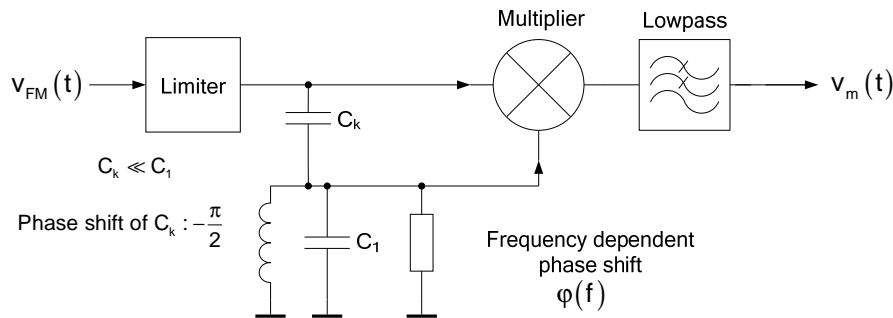 Multiplier
Lowpass
v_FM(t)
Limiter
v_m(t)
C_k
C_k ≪ C_1
Phase shift of C_k : -π/2
C_1
Frequency dependent
phase shift
φ(f)